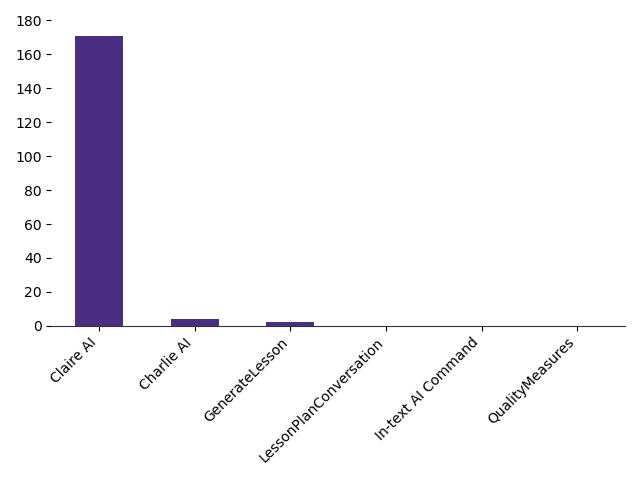 180
160
140
120
100
80
60
40
20
0
Claire AI
Charlie AI
GenerateLesson
LessonPlanConversation
In-text AI Command
QualityMeasures